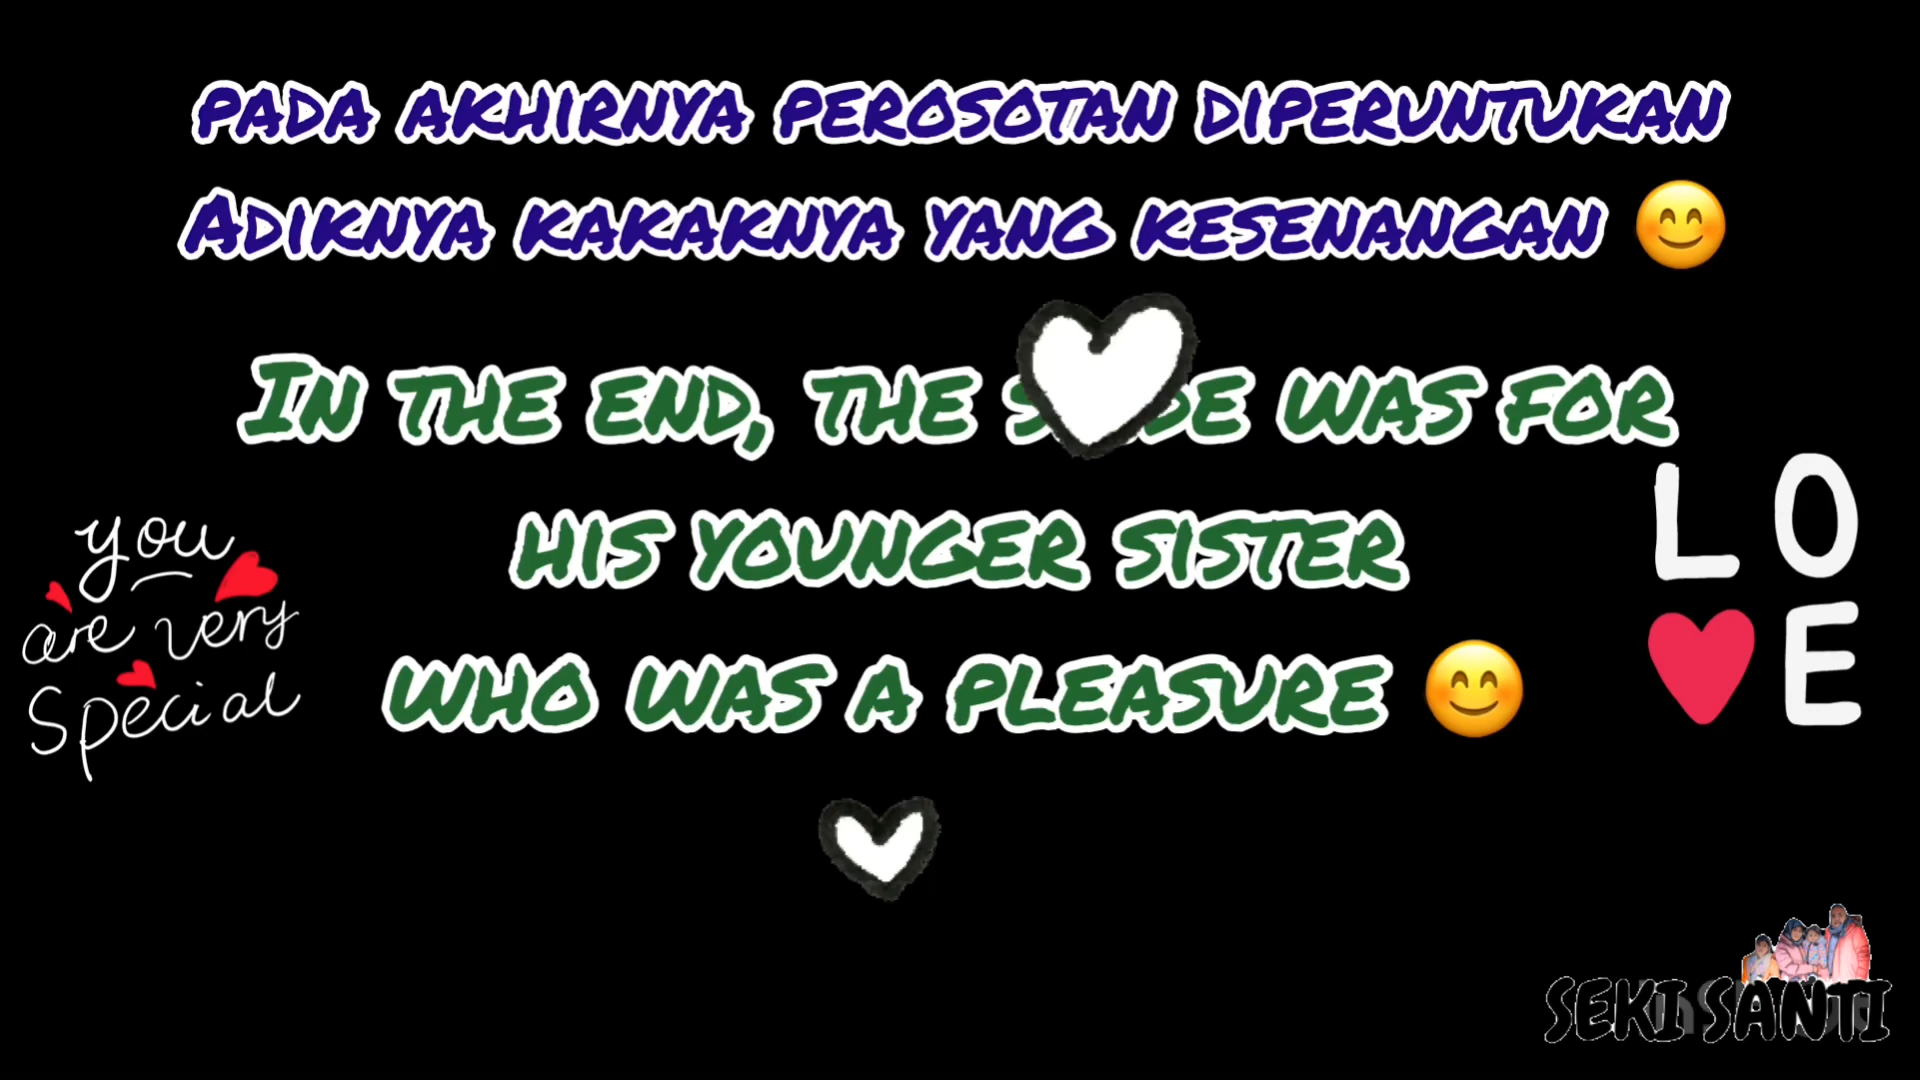 PADA AKHIRNYA PEROSOTAN DIPERUNTUKAN
ADIKNYA KAKAKNYA YANG KESENANGAN 😊
IN THE END, THE WAS FOR
HIS YOUNGER SISTER
WHO WAS A PLEASURE 😊
you
are very
special
L O
E
SEKI SANTI